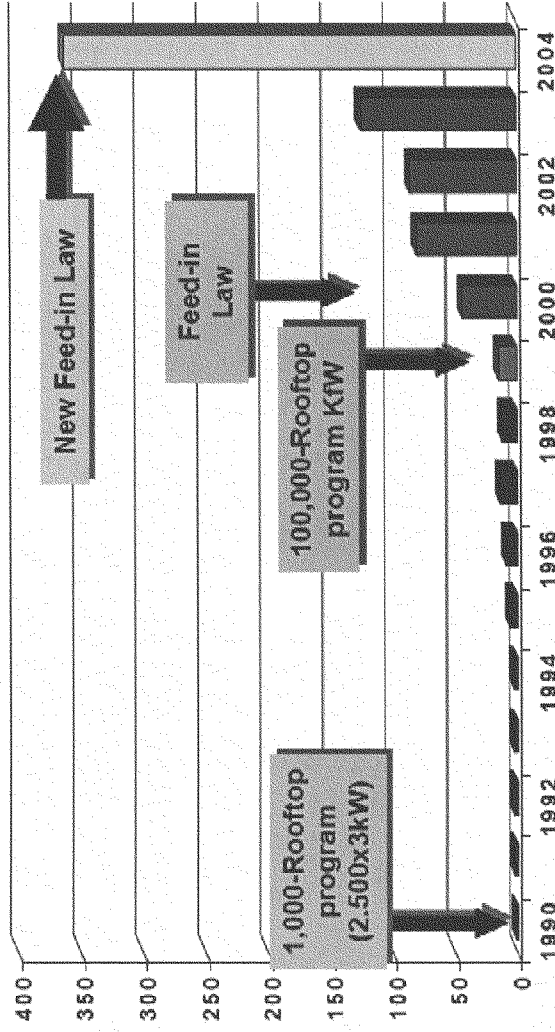 400
350
300
250
200
150
100
50
0
New Feed-in Law
Feed-in
Law
100,000-Rooftop
program KfW
1,000-Rooftop
program
(2.500x3kW)
1990
1992
1994
1996
1998
2000
2002
2004